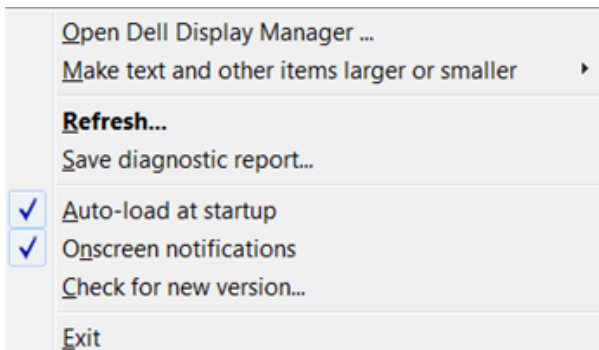 Open Dell Display Manager ...
Make text and other items larger or smaller
Refresh...
Save diagnostic report...
Auto-load at startup
Onscreen notifications
Check for new version...
Exit